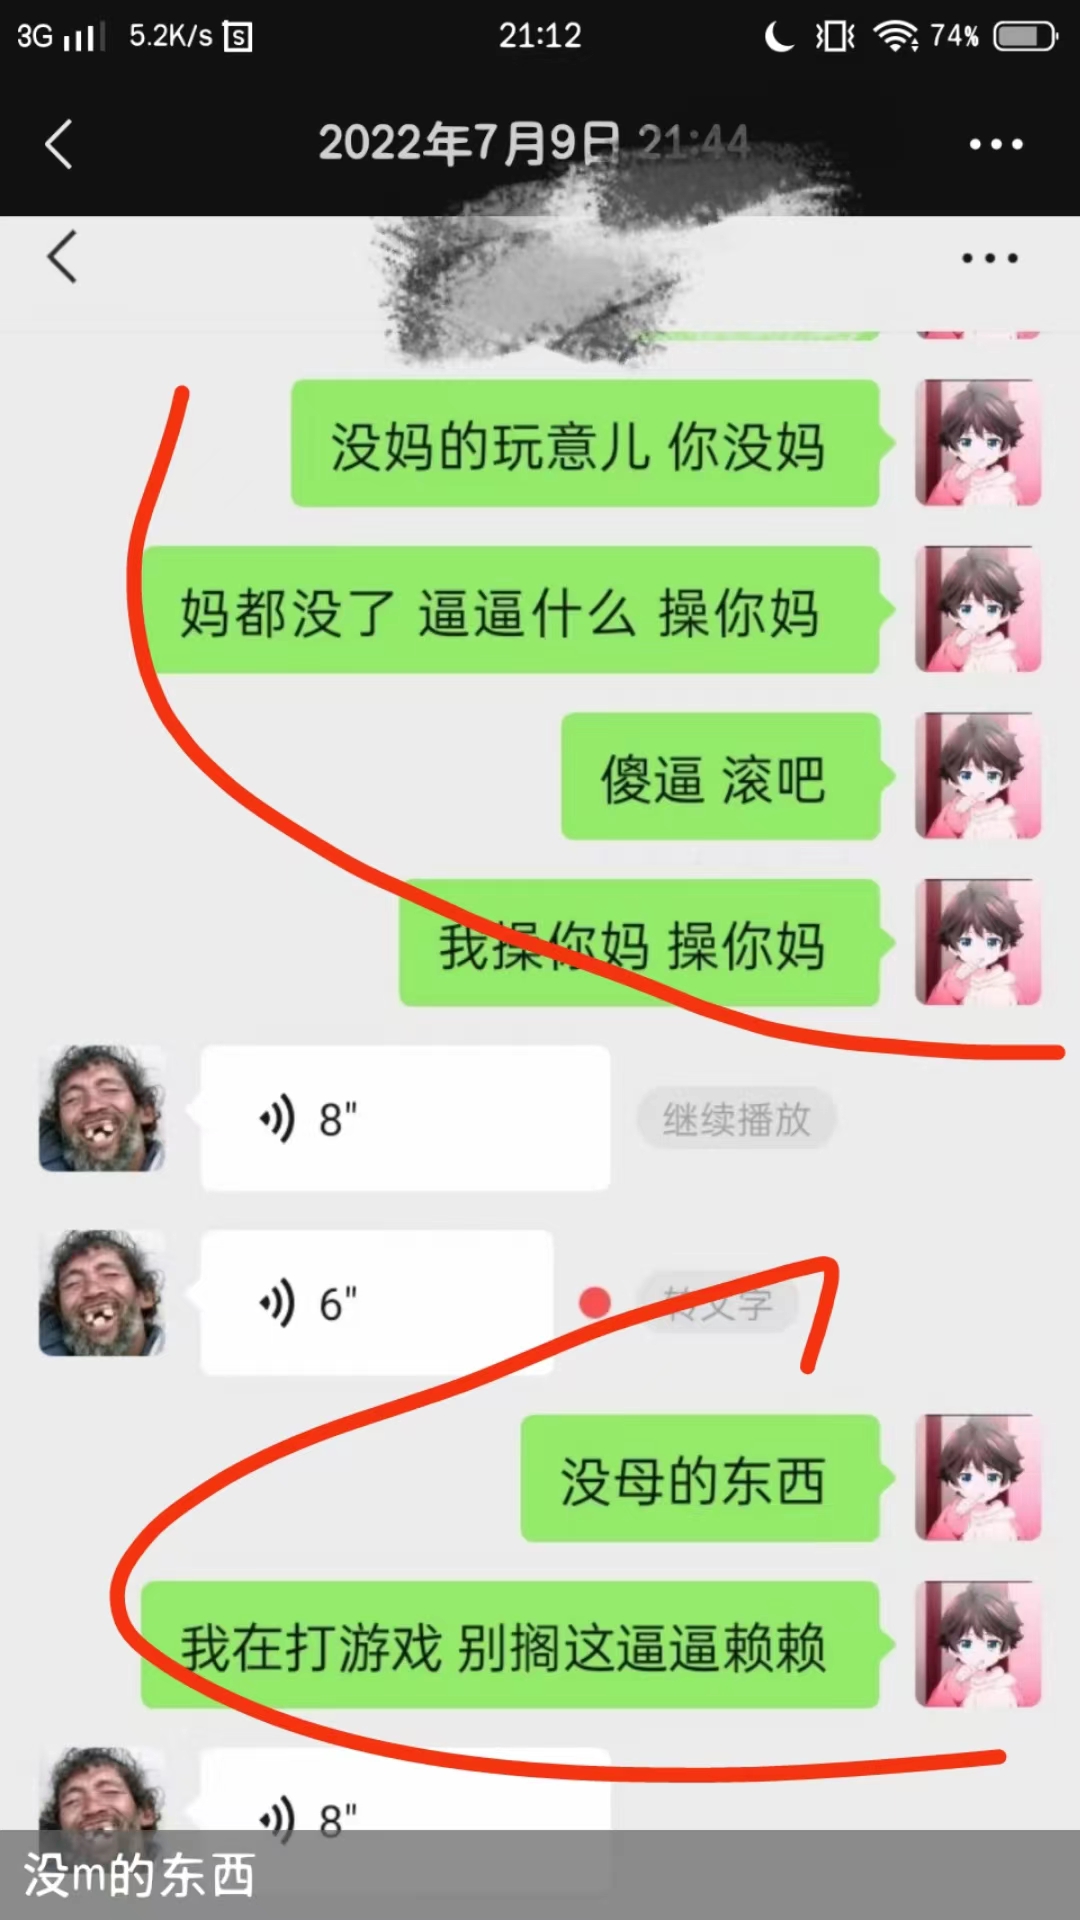 3G 5.2K/s 21:12 74%
2022年7月9日 21:44
没妈的玩意儿 你没妈
妈都没了 逼逼什么 操你妈
傻逼 滚吧
我操你妈 操你妈
8" 继续播放
6" 转文字
没母的东西
我在打游戏 别搁这逼逼赖赖
8"
没m的东西